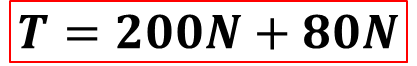 T = 200N + 80N